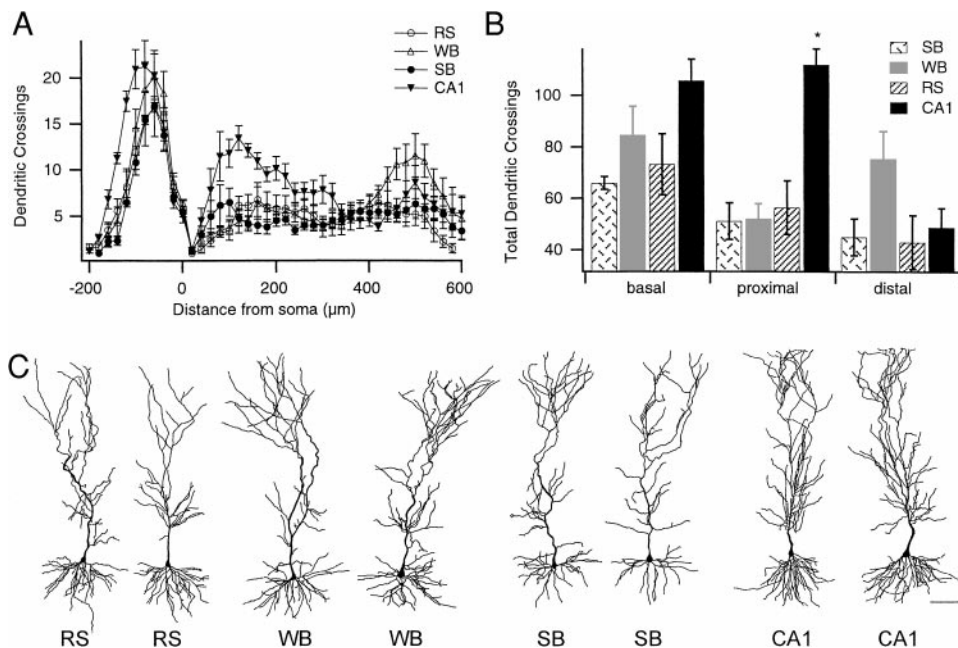 A
RS
WB
SB
CA1
Dendritic Crossings
20
15
10
5
-200
0
200
400
600
Distance from soma (µm)
B
*
SB
WB
RS
CA1
Total Dendritic Crossings
100
80
60
40
basal
proximal
distal
C
RS RS WB WB SB SB CA1 CA1